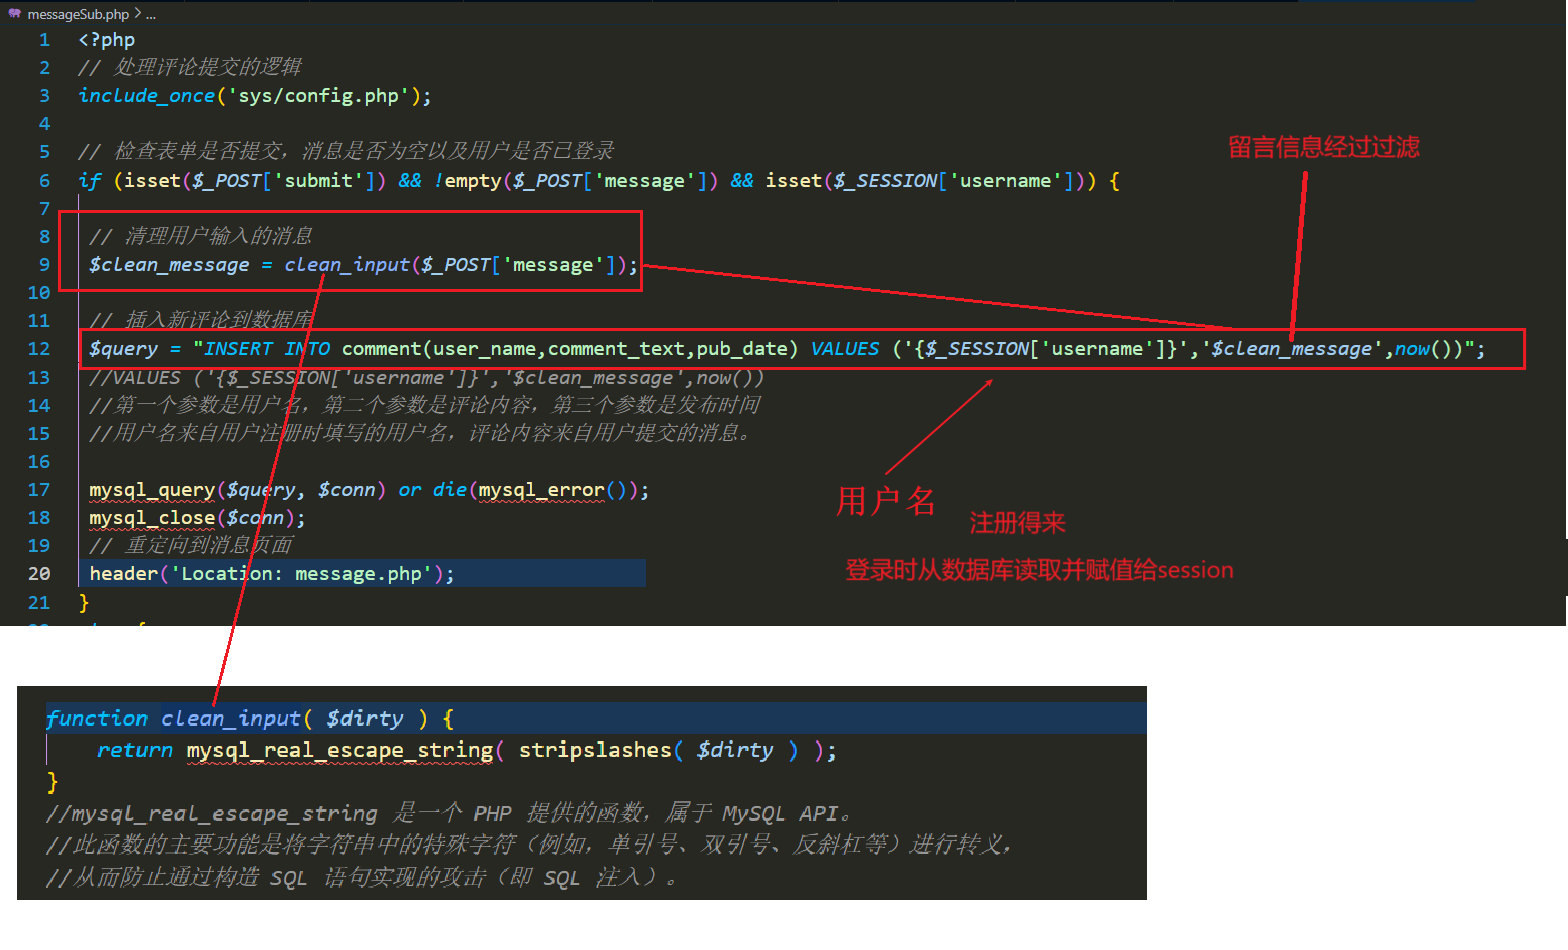 messageSub.php > ...
1 <?php
2 // 处理评论提交的逻辑
3 include_once('sys/config.php');
4
5 // 检查表单是否提交，消息是否为空以及用户是否已登录
6 if (isset($_POST['submit']) && !empty($_POST['message']) && isset($_SESSION['username'])) {
7
8 // 清理用户输入的消息
9 $clean_message = clean_input($_POST['message']);
10
11 // 插入新评论到数据库
12 $query = "INSERT INTO comment(user_name,comment_text,pub_date) VALUES ('{$_SESSION['username']}','$clean_message',now())";
13 //VALUES ('{$_SESSION['username']}','$clean_message',now())
14 //第一个参数是用户名，第二个参数是评论内容，第三个参数是发布时间
15 //用户名来自用户注册时填写的用户名，评论内容来自用户提交的消息。
16
17 mysql_query($query, $conn) or die(mysql_error());
18 mysql_close($conn);
19 // 重定向到消息页面
20 header('Location: message.php');
21 }
留言信息经过过滤
用户名
注册得来
登录时从数据库读取并赋值给session
function clean_input( $dirty ) {
return mysql_real_escape_string( stripslashes( $dirty ) );
}
//mysql_real_escape_string 是一个 PHP 提供的函数，属于 MySQL API。
//此函数的主要功能是将字符串中的特殊字符（例如，单引号、双引号、反斜杠等）进行转义，
//从而防止通过构造 SQL 语句实现的攻击（即 SQL 注入）。